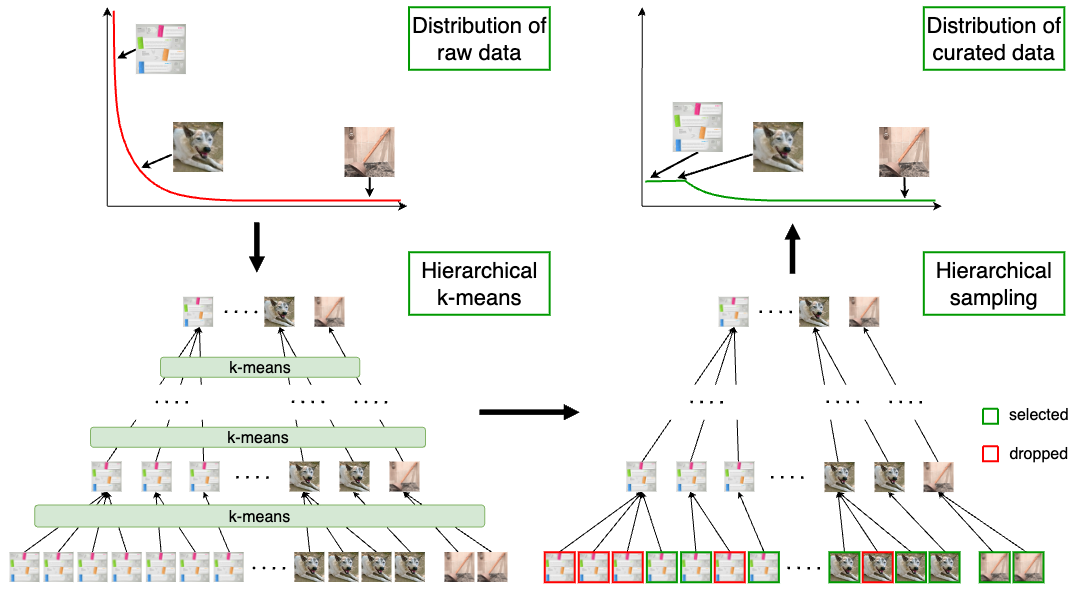 Distribution of
raw data
Distribution of
curated data
Hierarchical
k-means
Hierarchical
sampling
k-means
k-means
k-means
selected
dropped